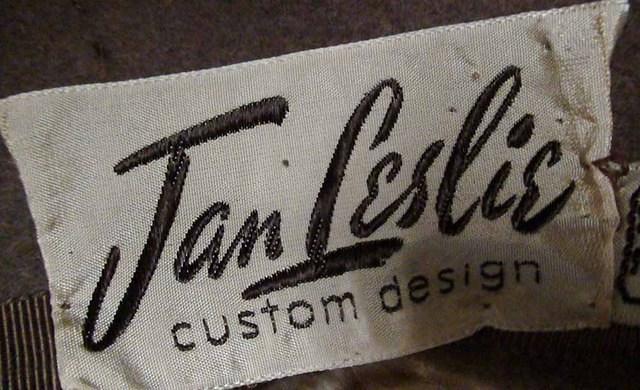 Jan Leslie
custom design